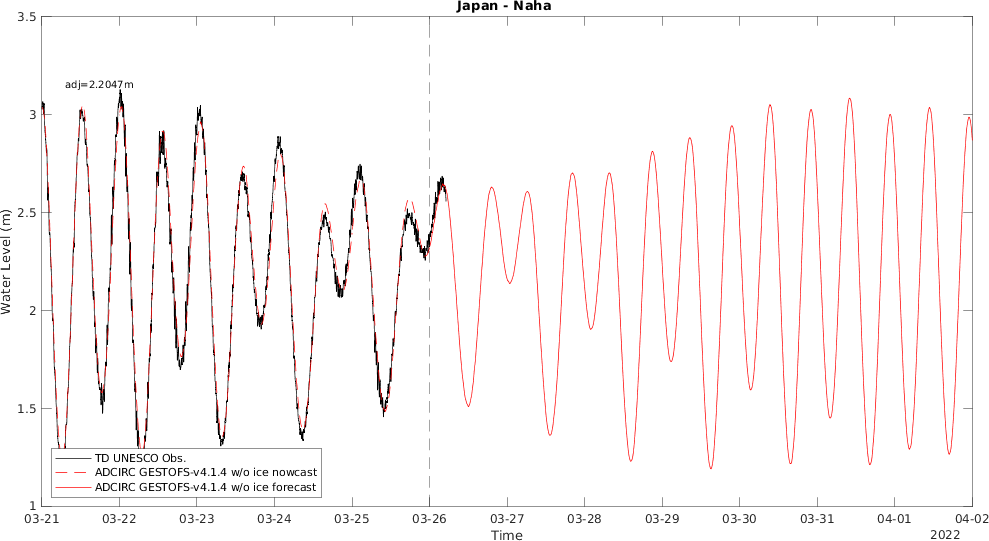 Japan - Naha
3.5
adj=2.2047m
3
2.5
Water Level (m)
2
1.5
TD UNESCO Obs.
ADCIRC GESTOFS-v4.1.4 w/o ice nowcast
ADCIRC GESTOFS-v4.1.4 w/o ice forecast
1
03-21 03-22 03-23 03-24 03-25 03-26 03-27 03-28 03-29 03-30 03-31 04-01 04-02
Time
2022